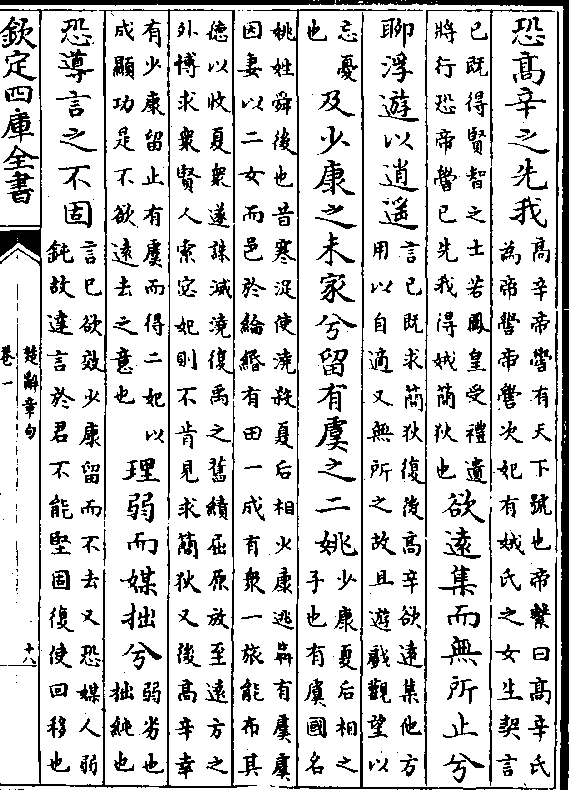 恐高辛之先我高辛帝嚳有天下號也帝繫曰高辛氏為帝嚳帝嚳次妃有娀氏之女生契言
已既得賢智之士若鳳皇受禮遺將行恐帝嚳已先我得娀簡狄也欲遠集而無所止兮
聊浮遊以逍遥言已既求簡狄復後高辛欲遠集他方用以自適又無所之故且遊戲觀望以
忘憂也及少康之未家兮留有虞之二姚少康夏后相之子也有虞國名
姚姓舜後也昔寒浞使澆殺夏后相少康逃犇有虞虞因妻以二女而邑於綸緡有田一成有衆一旅能布其
徳以收夏衆遂誅滅澆復禹之舊績屈原放至遠方之外博求衆賢人索宓妃則不肯見求簡狄又後高辛幸
有少康留止有虞而得二妃以成顯功是不欲遠去之意也理弱而媒拙兮弱劣也拙鈍也
恐導言之不固言已欲效少康留而不去又恐媒人弱鈍故達言於君不能堅固復使回移也
欽定四庫全書
楚辭章句
卷一
十八